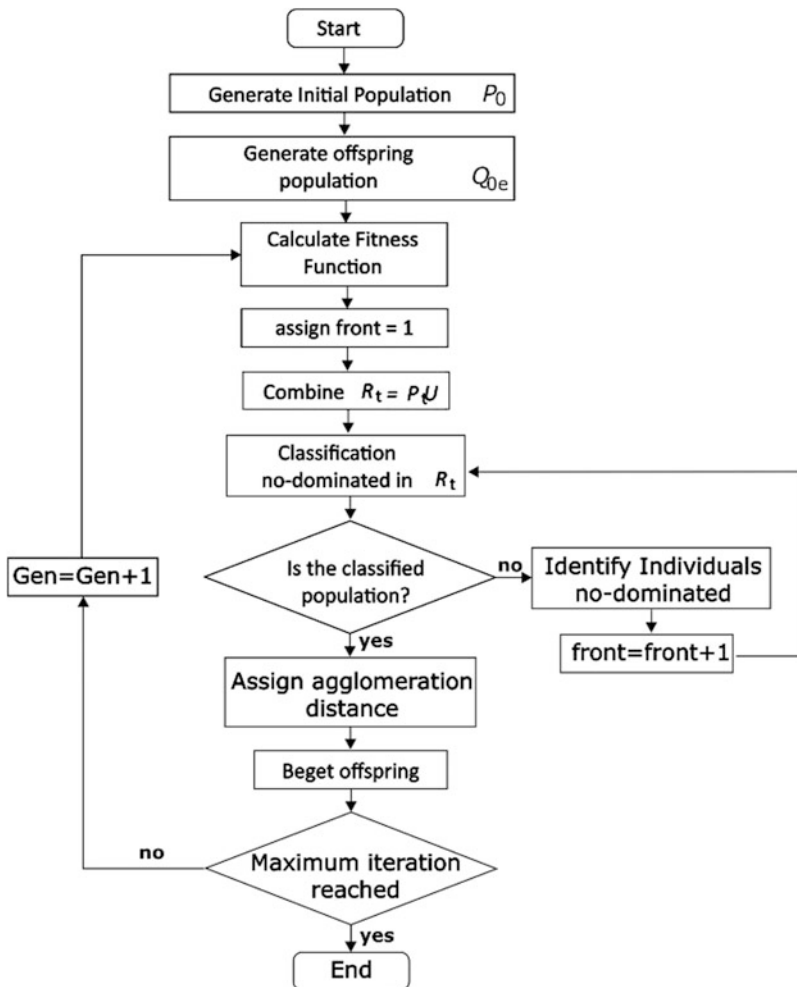 Start
Generate Initial Population P0
Generate offspring
population Q0e
Calculate Fitness
Function
assign front = 1
Combine Rt = PtU
Classification
no-dominated in Rt
Is the classified
population?
no
Identify Individuals
no-dominated
front=front+1
yes
Assign agglomeration
distance
Beget offspring
Maximum iteration
reached
no
Gen=Gen+1
yes
End